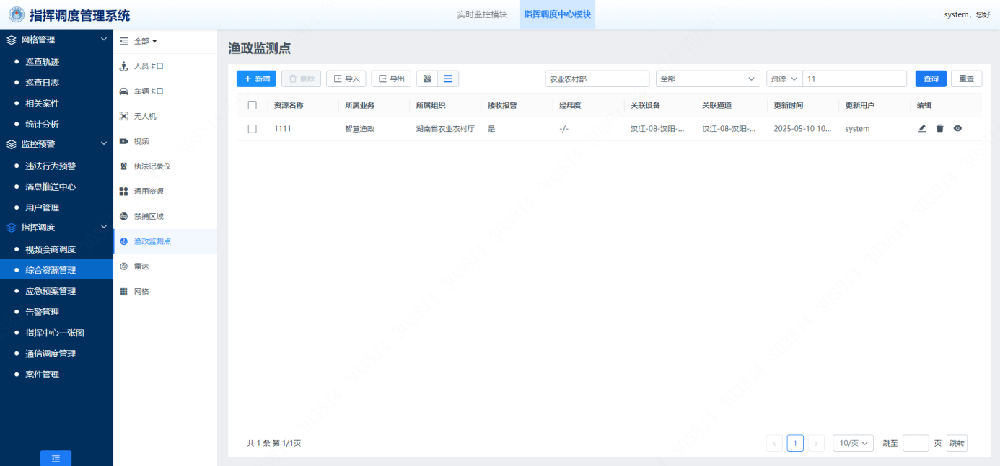 指挥调度管理系统
实时监控模块 指挥调度中心模块
system，您好
网格管理
巡查轨迹
巡查日志
相关案件
统计分析
监控预警
违法行为预警
消息推送中心
用户管理
指挥调度
视频会商调度
综合资源管理
应急预案管理
告警管理
指挥中心一张图
通信调度管理
案件管理
全部
人员卡口
车辆卡口
无人机
视频
执法记录仪
通用资源
禁捕区域
渔政监测点
雷达
网格
渔政监测点
新增 删除 导入 导出 农业农村部 全部 资源 11 查询 重置
资源名称 所属业务 所属组织 接收报警 经纬度 关联设备 关联通道 更新时间 更新用户 编辑
1111 智慧渔政 湖南省农业农村厅 是 -/- 汉江-08-汉阳-... 汉江-08-汉阳-... 2025-05-10 10... system
共 1 条 第 1/1页
1 10/页 跳至 页 跳转